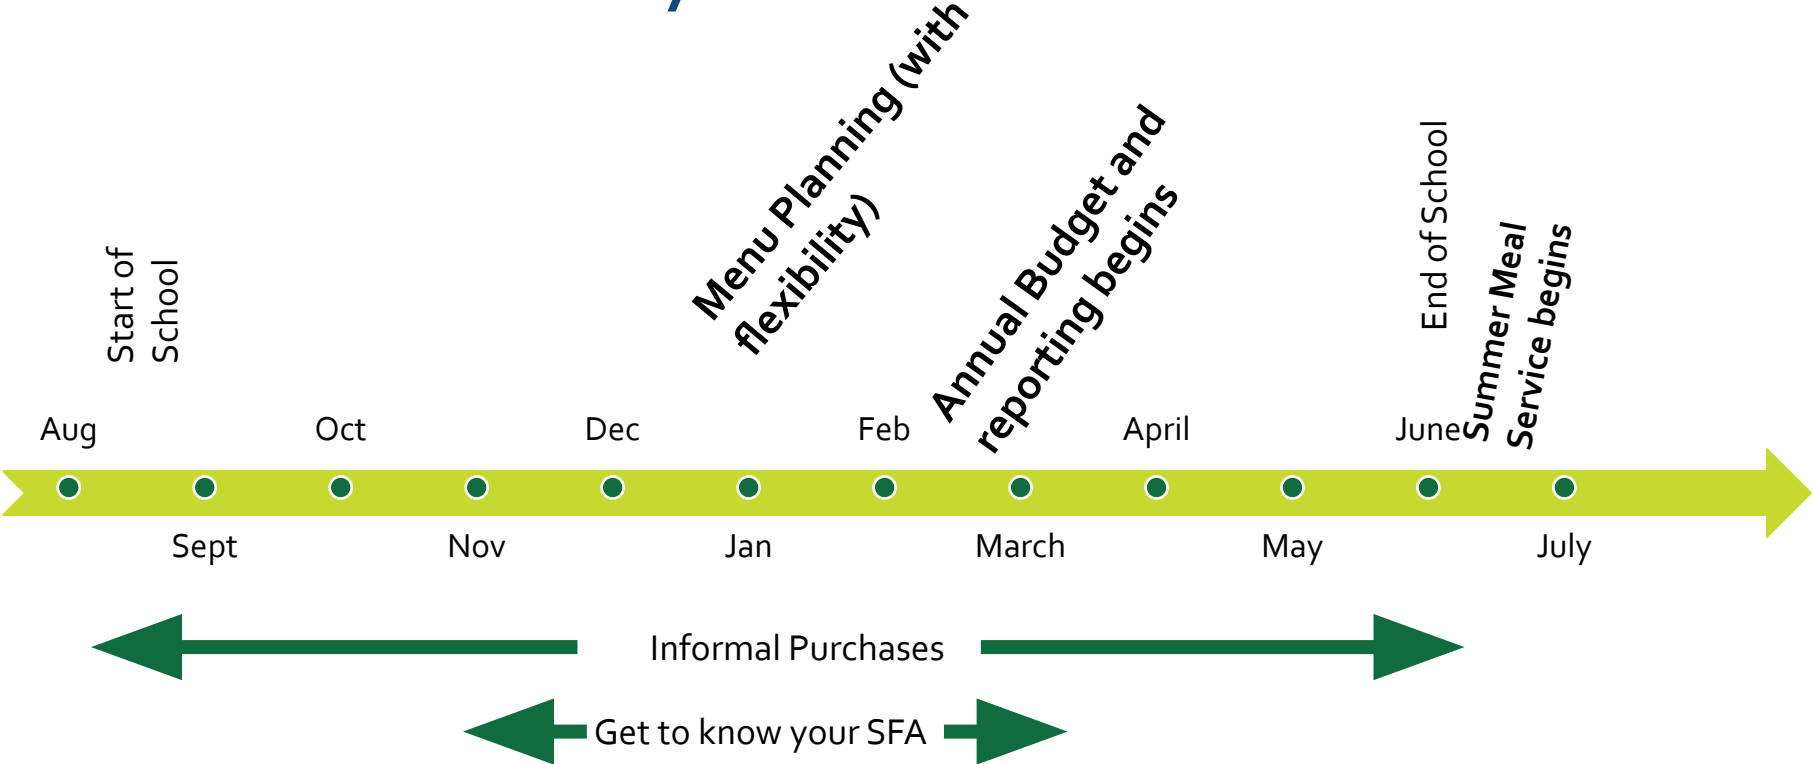 Menu Planning (with
flexibility)
Annual Budget and
reporting begins
Start of
School
End of School
Summer Meal
Service begins
Aug
Oct
Dec
Feb
April
June
Sept
Nov
Jan
March
May
July
Informal Purchases
Get to know your SFA